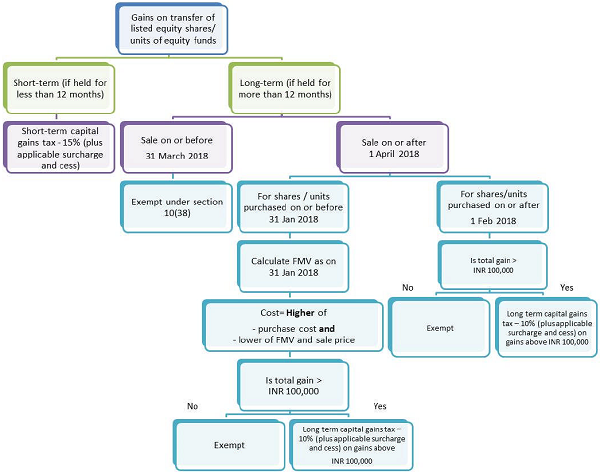 Gains on transfer of
listed equity shares/
units of equity funds
Short-term (if held for
less than 12 months)
Long-term (if held for
more than 12 months)
Short-term capital
gains tax - 15% (plus
applicable surcharge
and cess)
Sale on or before
31 March 2018
Sale on or after
1 April 2018
Exempt under section
10(38)
For shares / units
purchased on or before
31 Jan 2018
For shares/units
purchased on or after
1 Feb 2018
Calculate FMV as on
31 Jan 2018
Is total gain >
INR 100,000
No
Yes
Cost= Higher of
- purchase cost and
- lower of FMV and sale price
Exempt
Long term capital gains
tax – 10% (plusapplicable
surcharge and cess) on
gains above INR 100,000
Is total gain >
INR 100,000
No
Yes
Exempt
Long term capital gains tax –
10% (plus applicable surcharge
and cess) on gains above
INR 100,000